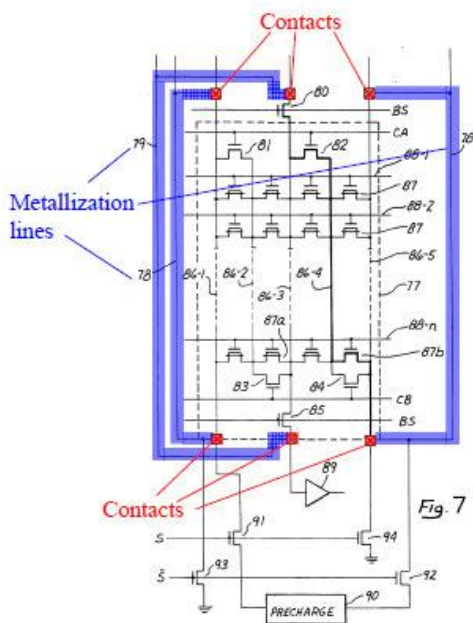 Contacts
80
BS
CA
79
81
82
78
88-1
87
88-2
87
Metallization
lines
78
86-1
86-2
86-3
86-4
86-5
77
88-n
87a
87b
83
84
CB
85
BS
Contacts
89
Fig. 7
S
91
94
S̄
93
92
90
PRECHARGE